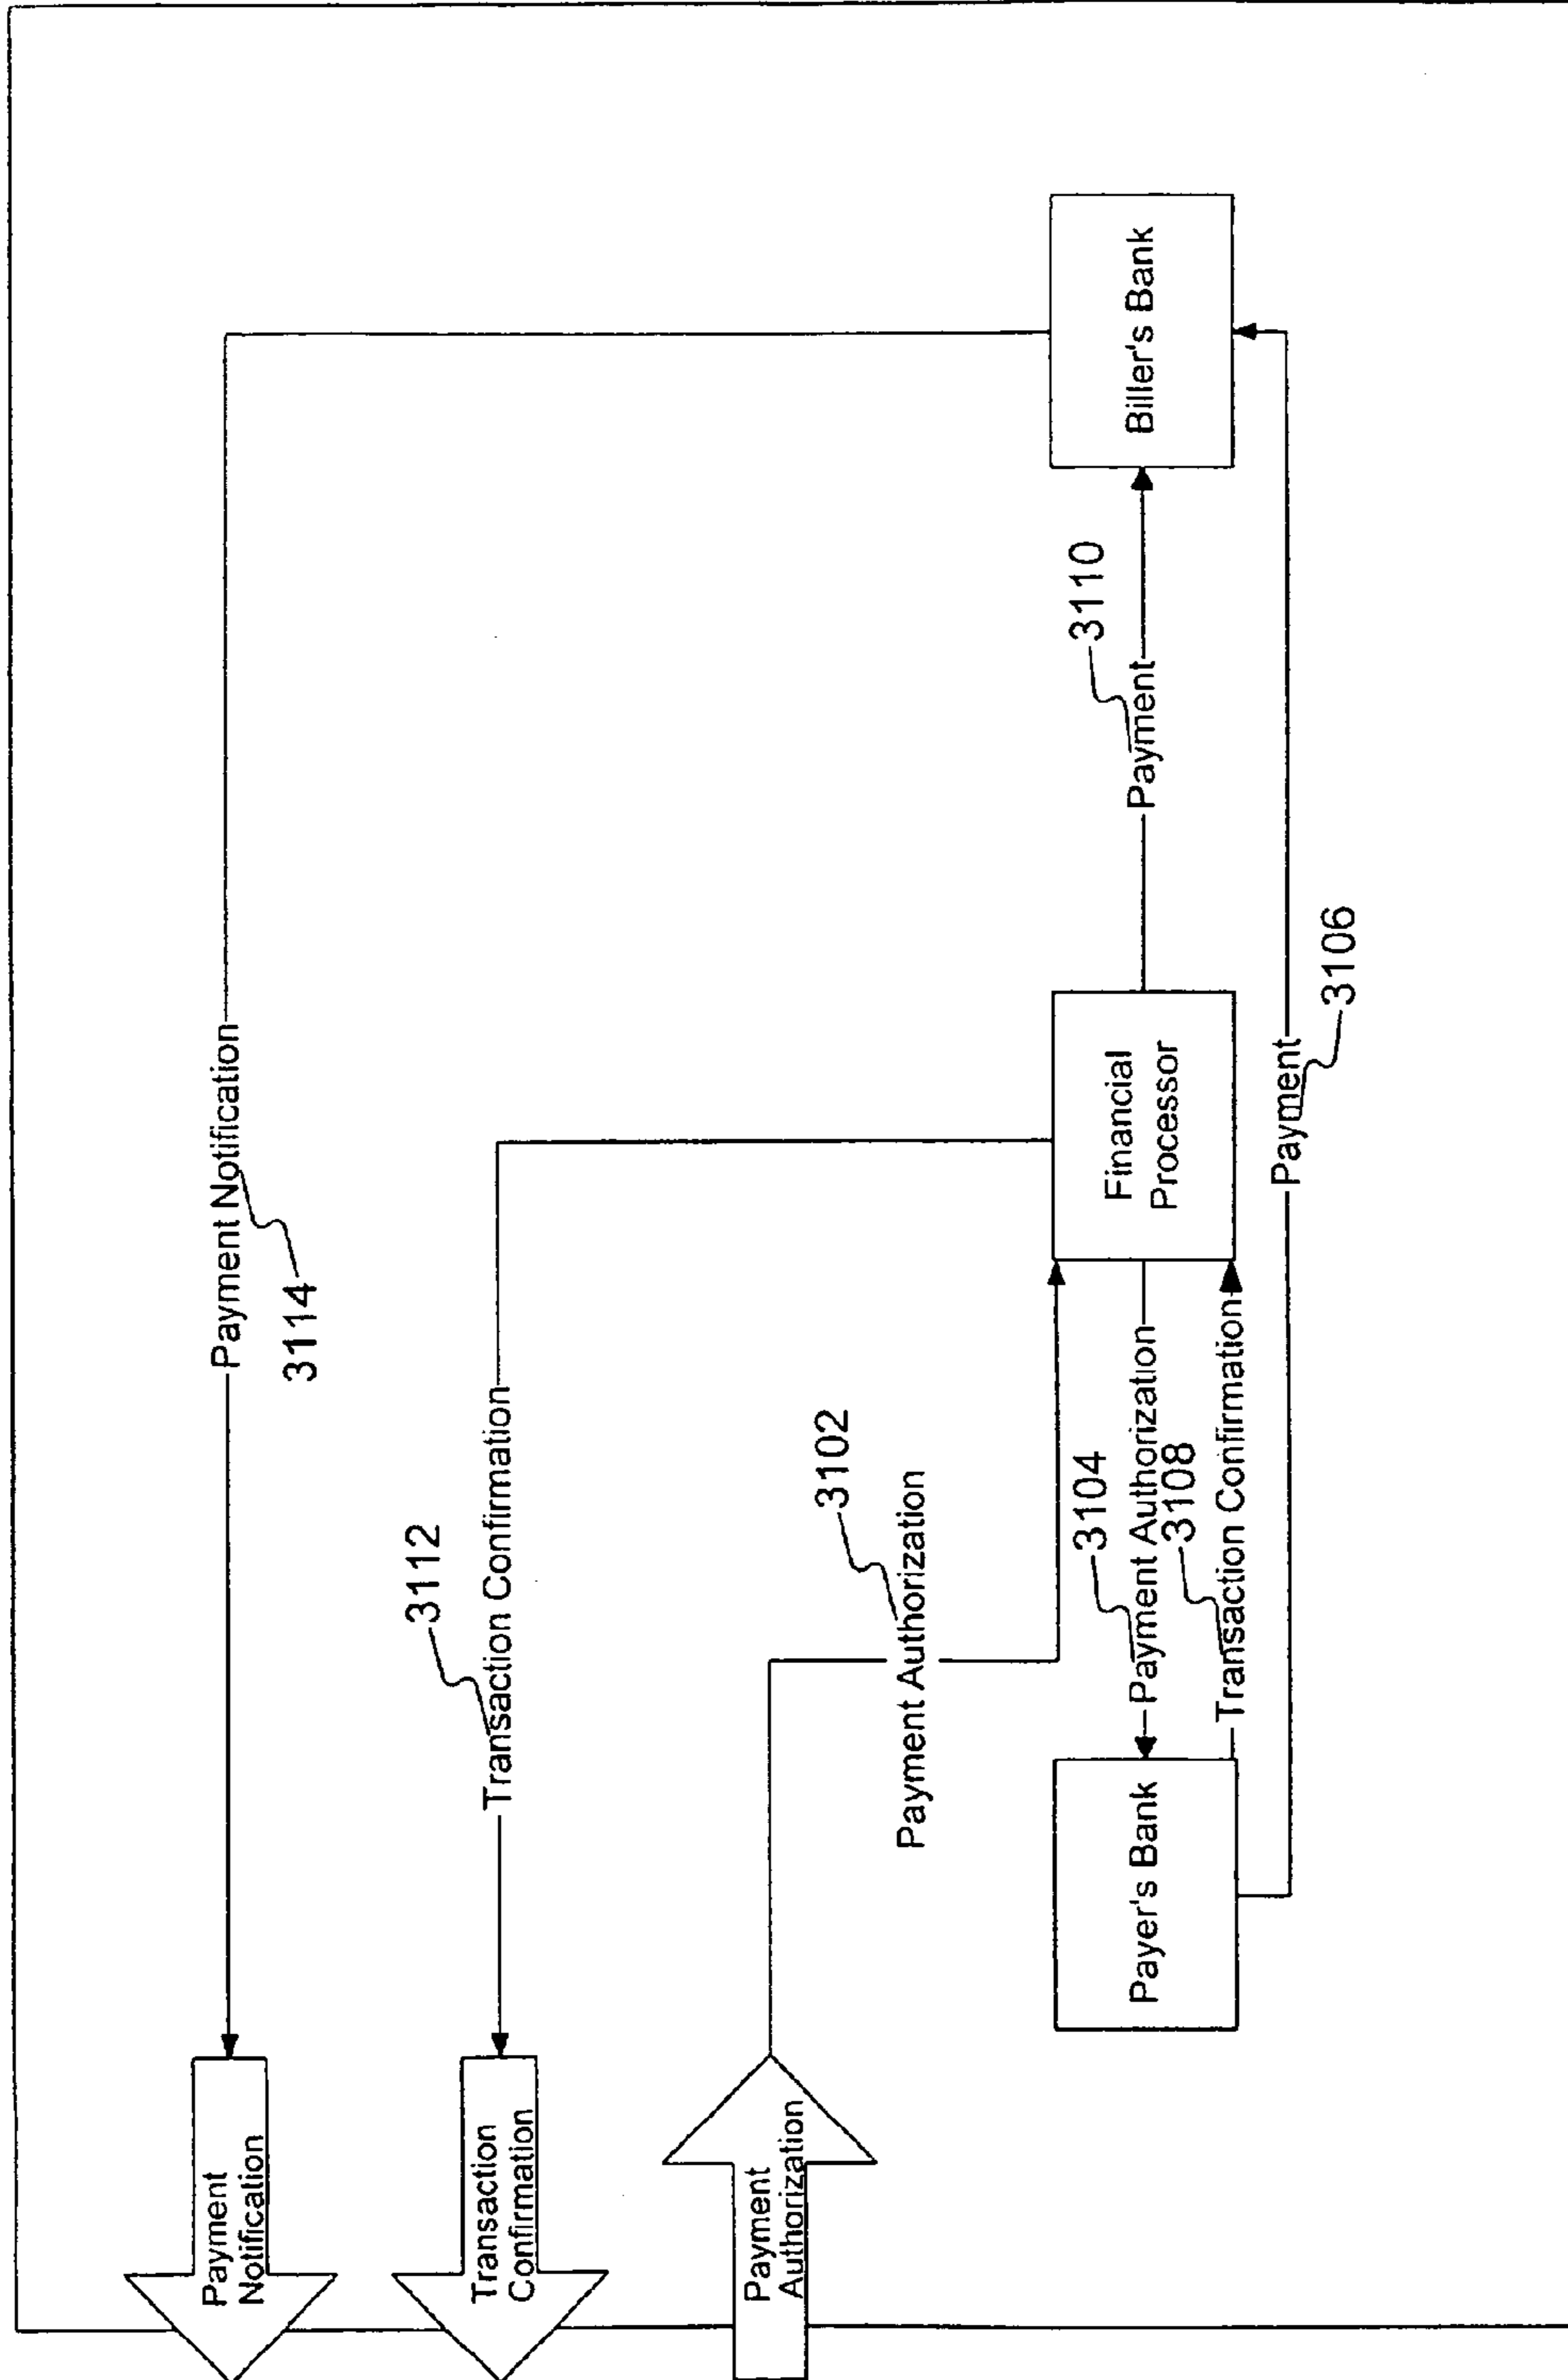 Payment
Notification
Payment Notification
3114
Transaction
Confirmation
Transaction Confirmation
3112
Payment
Authorization
Payment Authorization
3102
Payer's Bank
3104
Payment Authorization
3108
Transaction Confirmation
Financial
Processor
Payment
3110
Biller's Bank
Payment
3106